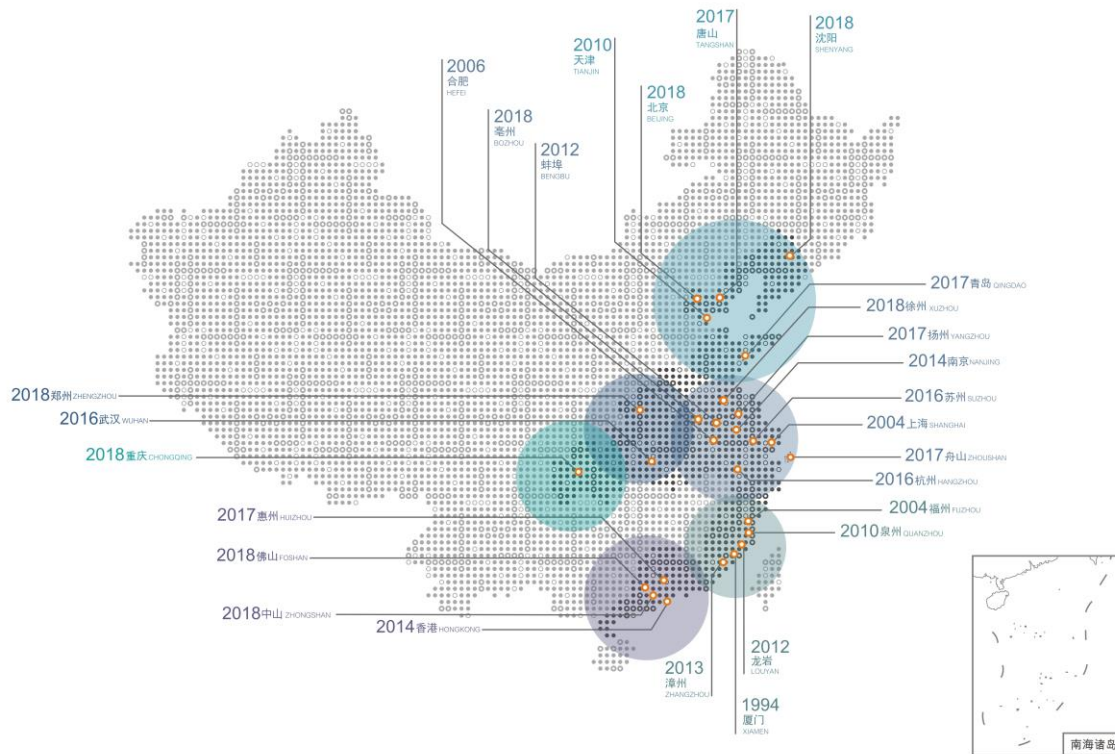 2017
唐山
TANGSHAN
2018
沈阳
SHENYANG
2010
天津
TIANJIN
2006
合肥
HEFEI
2018
北京
BEIJING
2018
亳州
BOZHOU
2012
蚌埠
BENGBU
2017青岛 QINGDAO
2018徐州 XUZHOU
2017扬州 YANGZHOU
2014南京 NANJING
2018郑州 ZHENGZHOU
2016苏州 SUZHOU
2016武汉 WUHAN
2004上海 SHANGHAI
2018重庆 CHONGQING
2017舟山 ZHOUSHAN
2016杭州 HANGZHOU
2004福州 FUZHOU
2017惠州 HUIZHOU
2010泉州 QUANZHOU
2018佛山 FOSHAN
2018中山 ZHONGSHAN
2014香港 HONGKONG
2012
龙岩
LOUYAN
2013
漳州
ZHANGZHOU
1994
厦门
XIAMEN
南海诸岛